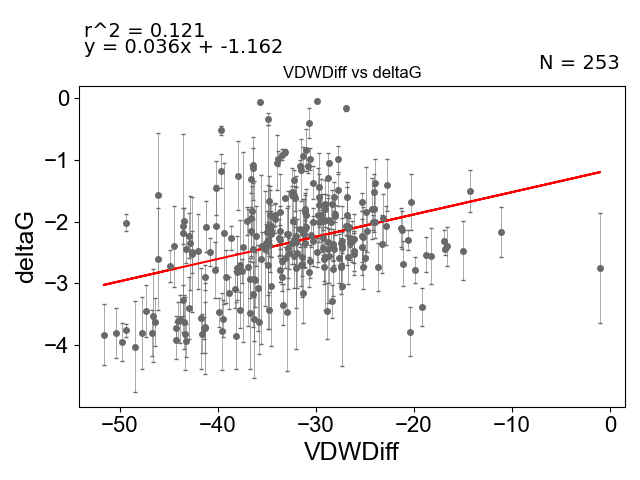 r^2 = 0.121
y = 0.036x + -1.162
N = 253
VDWDiff vs deltaG
0
−1
−2
−3
−4
deltaG
−50
−40
−30
−20
−10
0
VDWDiff